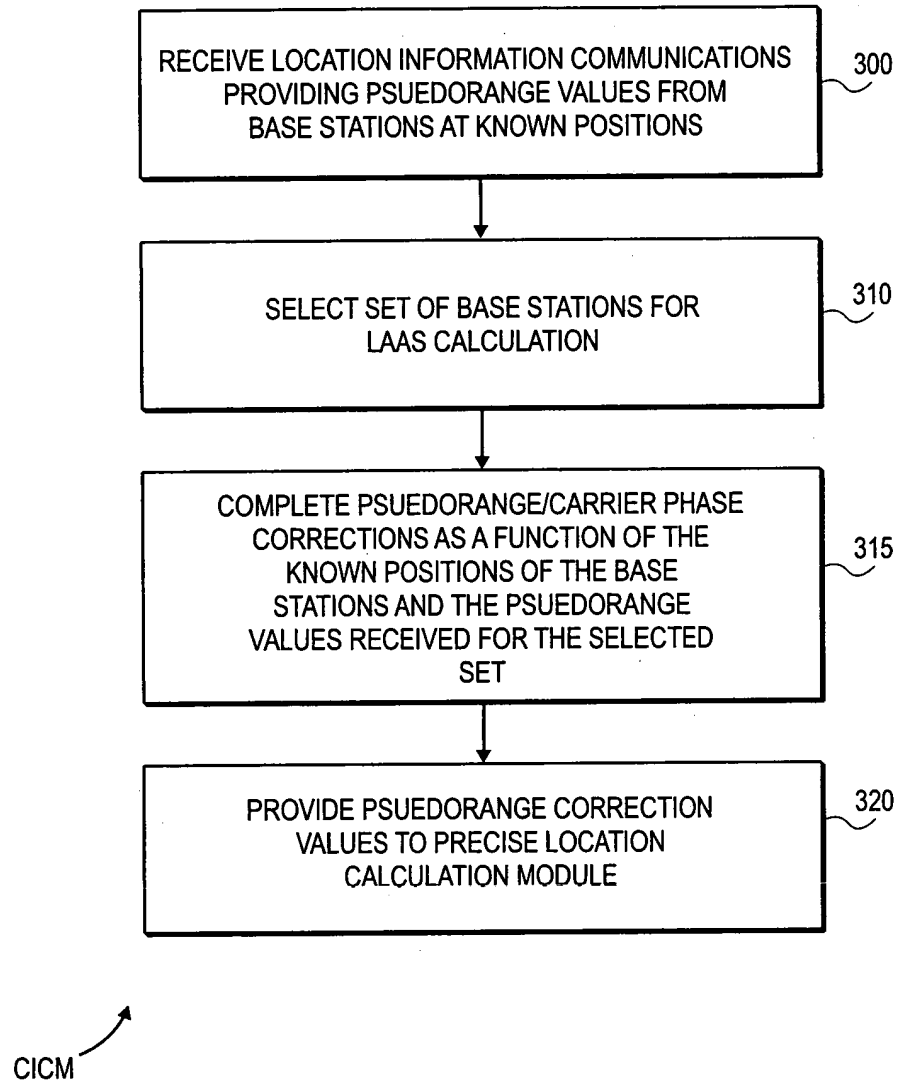 RECEIVE LOCATION INFORMATION COMMUNICATIONS
PROVIDING PSUEDORANGE VALUES FROM
BASE STATIONS AT KNOWN POSITIONS
300
SELECT SET OF BASE STATIONS FOR
LAAS CALCULATION
310
COMPLETE PSUEDORANGE/CARRIER PHASE
CORRECTIONS AS A FUNCTION OF THE
KNOWN POSITIONS OF THE BASE
STATIONS AND THE PSUEDORANGE
VALUES RECEIVED FOR THE SELECTED
SET
315
PROVIDE PSUEDORANGE CORRECTION
VALUES TO PRECISE LOCATION
CALCULATION MODULE
320
CICM